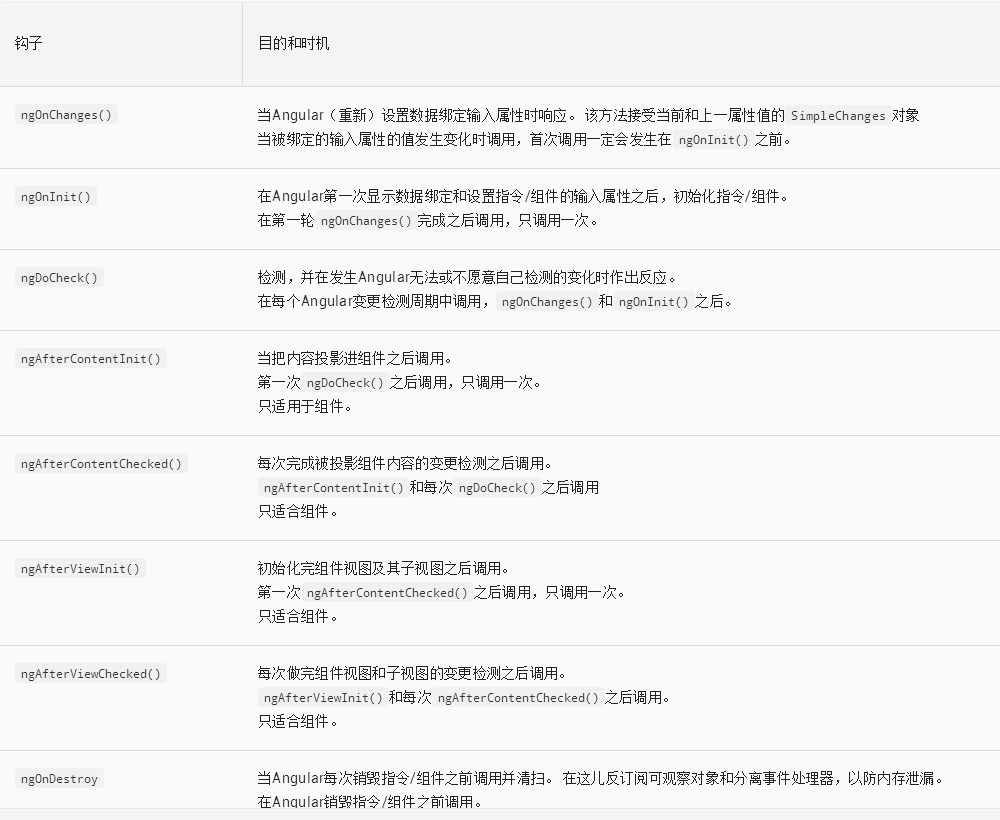 钩子
目的和时机
ngOnChanges()
当Angular（重新）设置数据绑定输入属性时响应。 该方法接受当前和上一属性值的 SimpleChanges 对象
当被绑定的输入属性的值发生变化时调用，首次调用一定会发生在 ngOnInit() 之前。
ngOnInit()
在Angular第一次显示数据绑定和设置指令/组件的输入属性之后，初始化指令/组件。
在第一轮 ngOnChanges() 完成之后调用，只调用一次。
ngDoCheck()
检测，并在发生Angular无法或不愿意自己检测的变化时作出反应。
在每个Angular变更检测周期中调用， ngOnChanges() 和 ngOnInit() 之后。
ngAfterContentInit()
当把内容投影进组件之后调用。
第一次 ngDoCheck() 之后调用，只调用一次。
只适用于组件。
ngAfterContentChecked()
每次完成被投影组件内容的变更检测之后调用。
ngAfterContentInit() 和每次 ngDoCheck() 之后调用
只适合组件。
ngAfterViewInit()
初始化完组件视图及其子视图之后调用。
第一次 ngAfterContentChecked() 之后调用，只调用一次。
只适合组件。
ngAfterViewChecked()
每次做完组件视图和子视图的变更检测之后调用。
ngAfterViewInit() 和每次 ngAfterContentChecked() 之后调用。
只适合组件。
ngOnDestroy
当Angular每次销毁指令/组件之前调用并清扫。 在这儿反订阅可观察对象和分离事件处理器，以防内存泄漏。
在Angular销毁指令/组件之前调用。